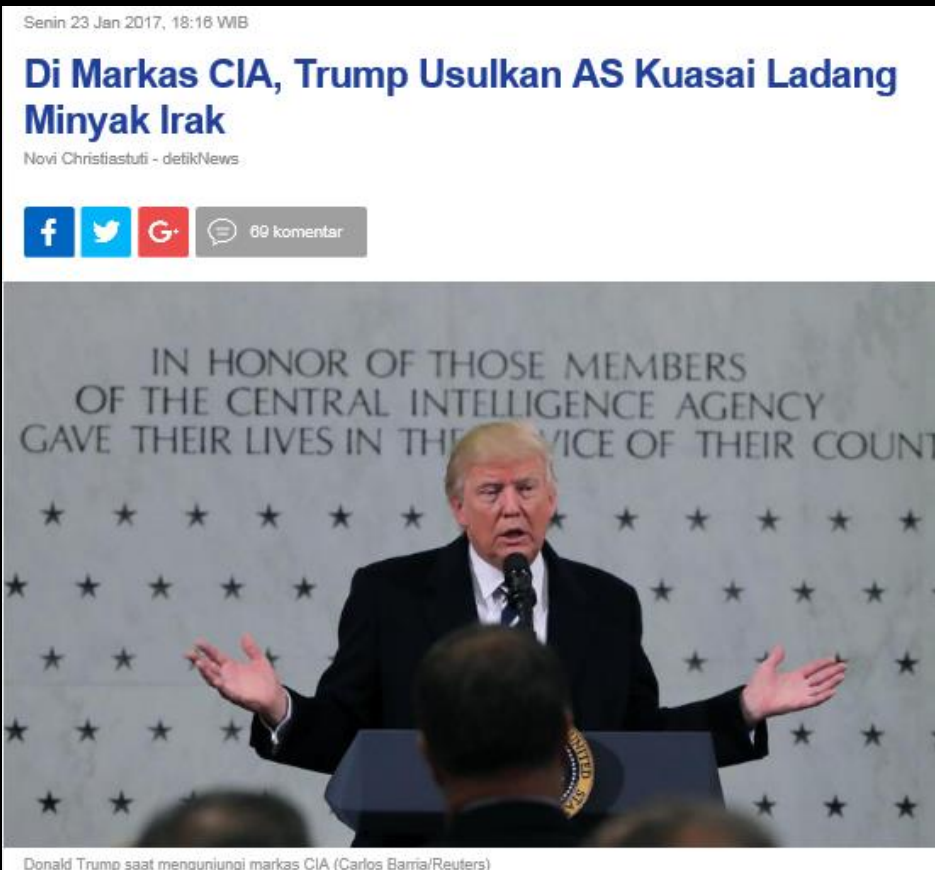 Senin 23 Jan 2017, 18:16 WIB
Di Markas CIA, Trump Usulkan AS Kuasai Ladang
Minyak Irak
Novi Christiastuti - detikNews
f G+ 69 komentar
IN HONOR OF THOSE MEMBERS
OF THE CENTRAL INTELLIGENCE AGENCY
GAVE THEIR LIVES IN THE VICE OF THEIR COUNT
UNITED STA
Donald Trump saat mengunjungi markas CIA (Carlos Barria/Reuters)